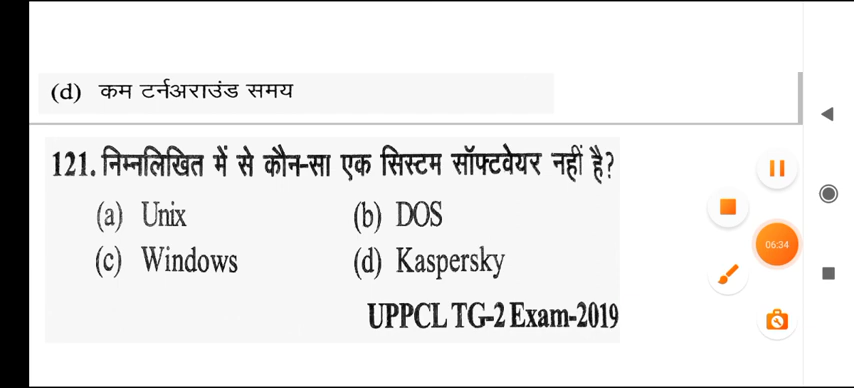 (d) कम टर्नअराउंड समय
121. निम्नलिखित में से कौन-सा एक सिस्टम सॉफ्टवेयर नहीं है?
(a) Unix (b) DOS
(c) Windows (d) Kaspersky
UPPCL TG-2 Exam-2019
06:34